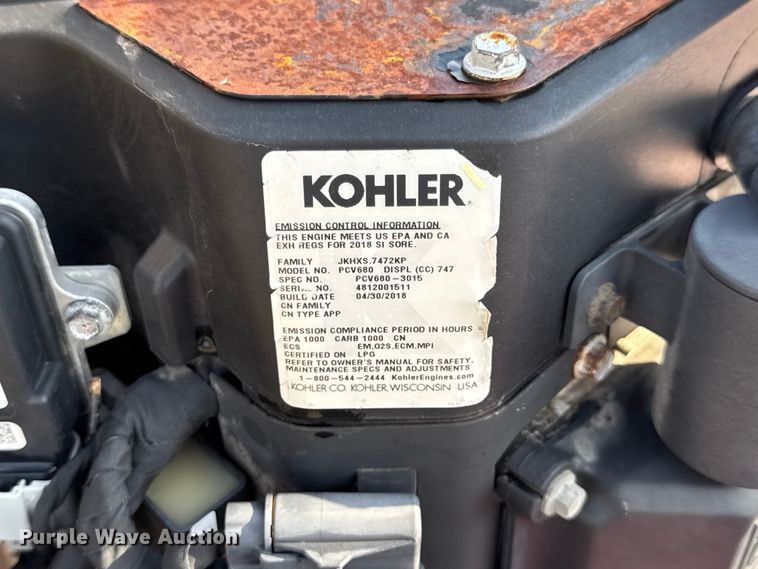 KOHLER®
EMISSION CONTROL INFORMATION
THIS ENGINE MEETS US EPA AND CA
EXH REGS FOR 2018 SI SORE.
FAMILY JKHXS.7472KP
MODEL NO. PCV680 DISPL (CC) 747
SPEC NO. PCV680-3015
SERIAL NO. 4812001511
BUILD DATE 04/30/2018
CN FAMILY
CN TYPE APP
EMISSION COMPLIANCE PERIOD IN HOURS
EPA 1000 CARB 1000 CN
ECS EM,O2S,ECM,MPI
CERTIFIED ON LPG
REFER TO OWNER'S MANUAL FOR SAFETY,
MAINTENANCE SPECS AND ADJUSTMENTS
1-800-544-2444 KohlerEngines.com
KOHLER CO. KOHLER, WISCONSIN USA
Purple Wave Auction